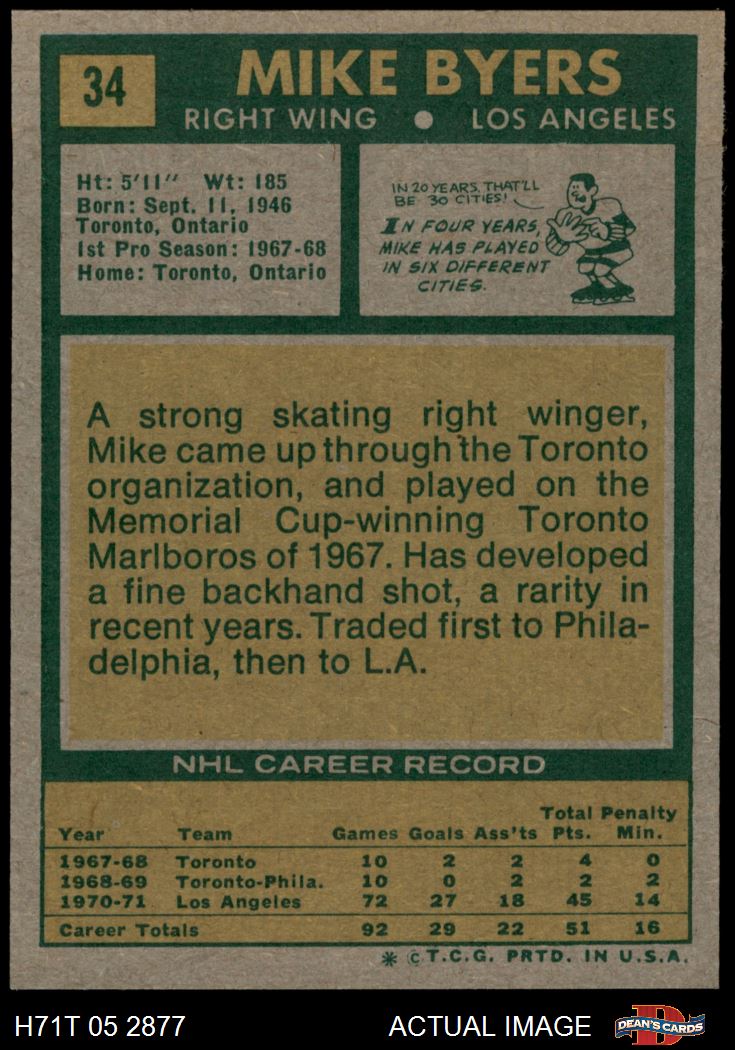 34
MIKE BYERS
RIGHT WING ● LOS ANGELES
Ht: 5'11" Wt: 185
Born: Sept. 11, 1946
Toronto, Ontario
1st Pro Season: 1967-68
Home: Toronto, Ontario
IN 20 YEARS, THAT'LL
BE 30 CITIES!
IN FOUR YEARS,
MIKE HAS PLAYED
IN SIX DIFFERENT
CITIES.
A strong skating right winger,
Mike came up through the Toronto
organization, and played on the
Memorial Cup-winning Toronto
Marlboros of 1967. Has developed
a fine backhand shot, a rarity in
recent years. Traded first to Phila-
delphia, then to L.A.
NHL CAREER RECORD
Total Penalty
Year Team Games Goals Ass'ts Pts. Min.
1967-68 Toronto 10 2 2 4 0
1968-69 Toronto-Phila. 10 0 2 2 2
1970-71 Los Angeles 72 27 18 45 14
Career Totals 92 29 22 51 16
* © T.C.G. PRTD. IN U.S.A.
H71T 05 2877 ACTUAL IMAGE D DEAN'S CARDS